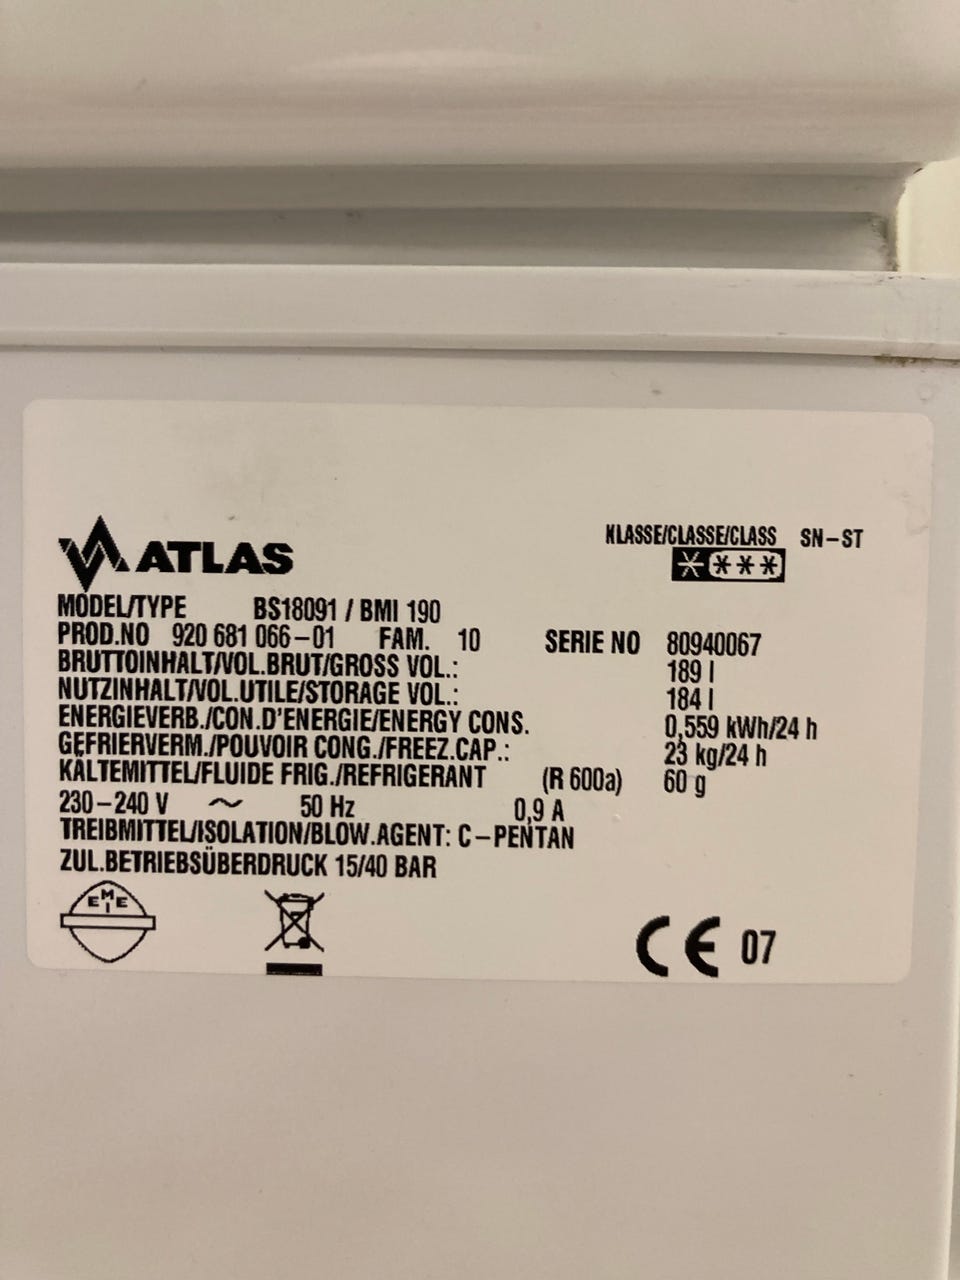 ATLAS
KLASSE/CLASSE/CLASS SN-ST
MODEL/TYPE BS18091 / BMI 190
PROD.NO 920 681 066-01 FAM. 10 SERIE NO 80940067
BRUTTOINHALT/VOL.BRUT/GROSS VOL.: 189 l
NUTZINHALT/VOL.UTILE/STORAGE VOL.: 184 l
ENERGIEVERB./CON.D'ENERGIE/ENERGY CONS. 0,559 kWh/24 h
GEFRIERVERM./POUVOIR CONG./FREEZ.CAP.: 23 kg/24 h
KALTEMITTEL/FLUIDE FRIG./REFRIGERANT (R 600a) 60 g
230-240 V ~ 50 Hz 0,9 A
TREIBMITTEL/ISOLATION/BLOW.AGENT: C-PENTAN
ZUL.BETRIEBSÜBERDRUCK 15/40 BAR
EMEI
CE 07